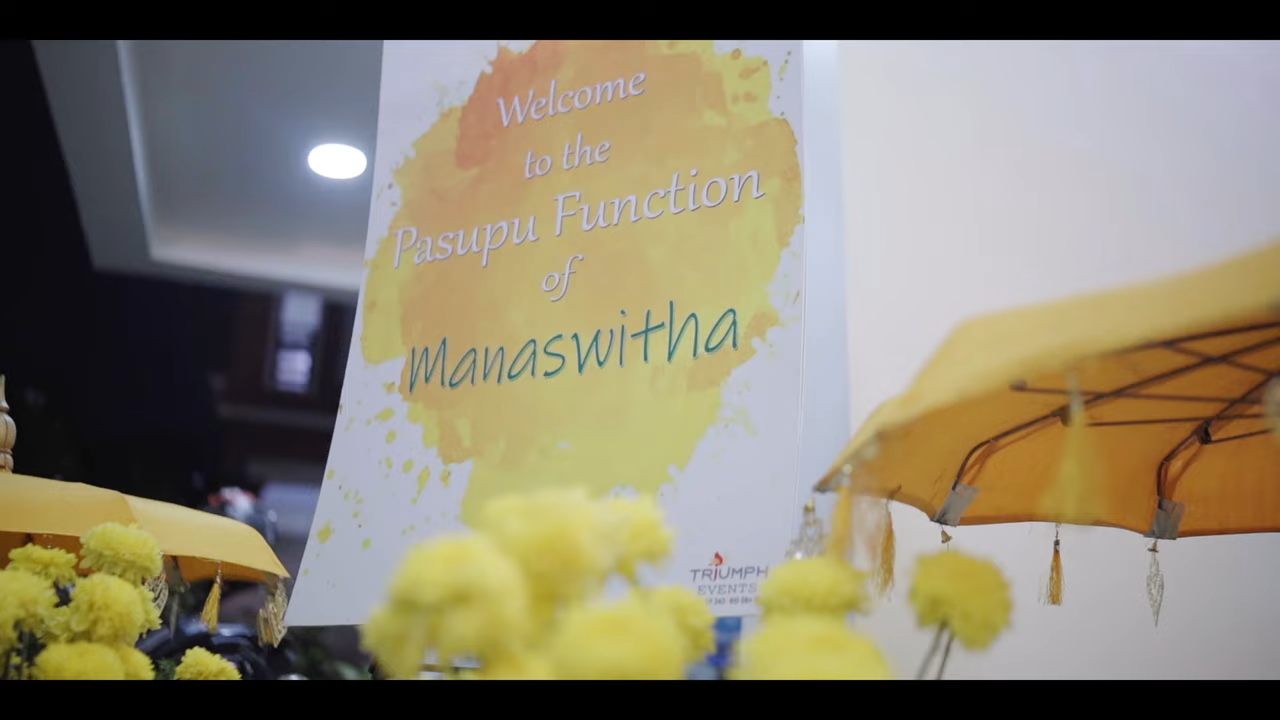 Welcome
to the
Pasupu Function
of
Manaswitha
TRIUMPH
EVENTS